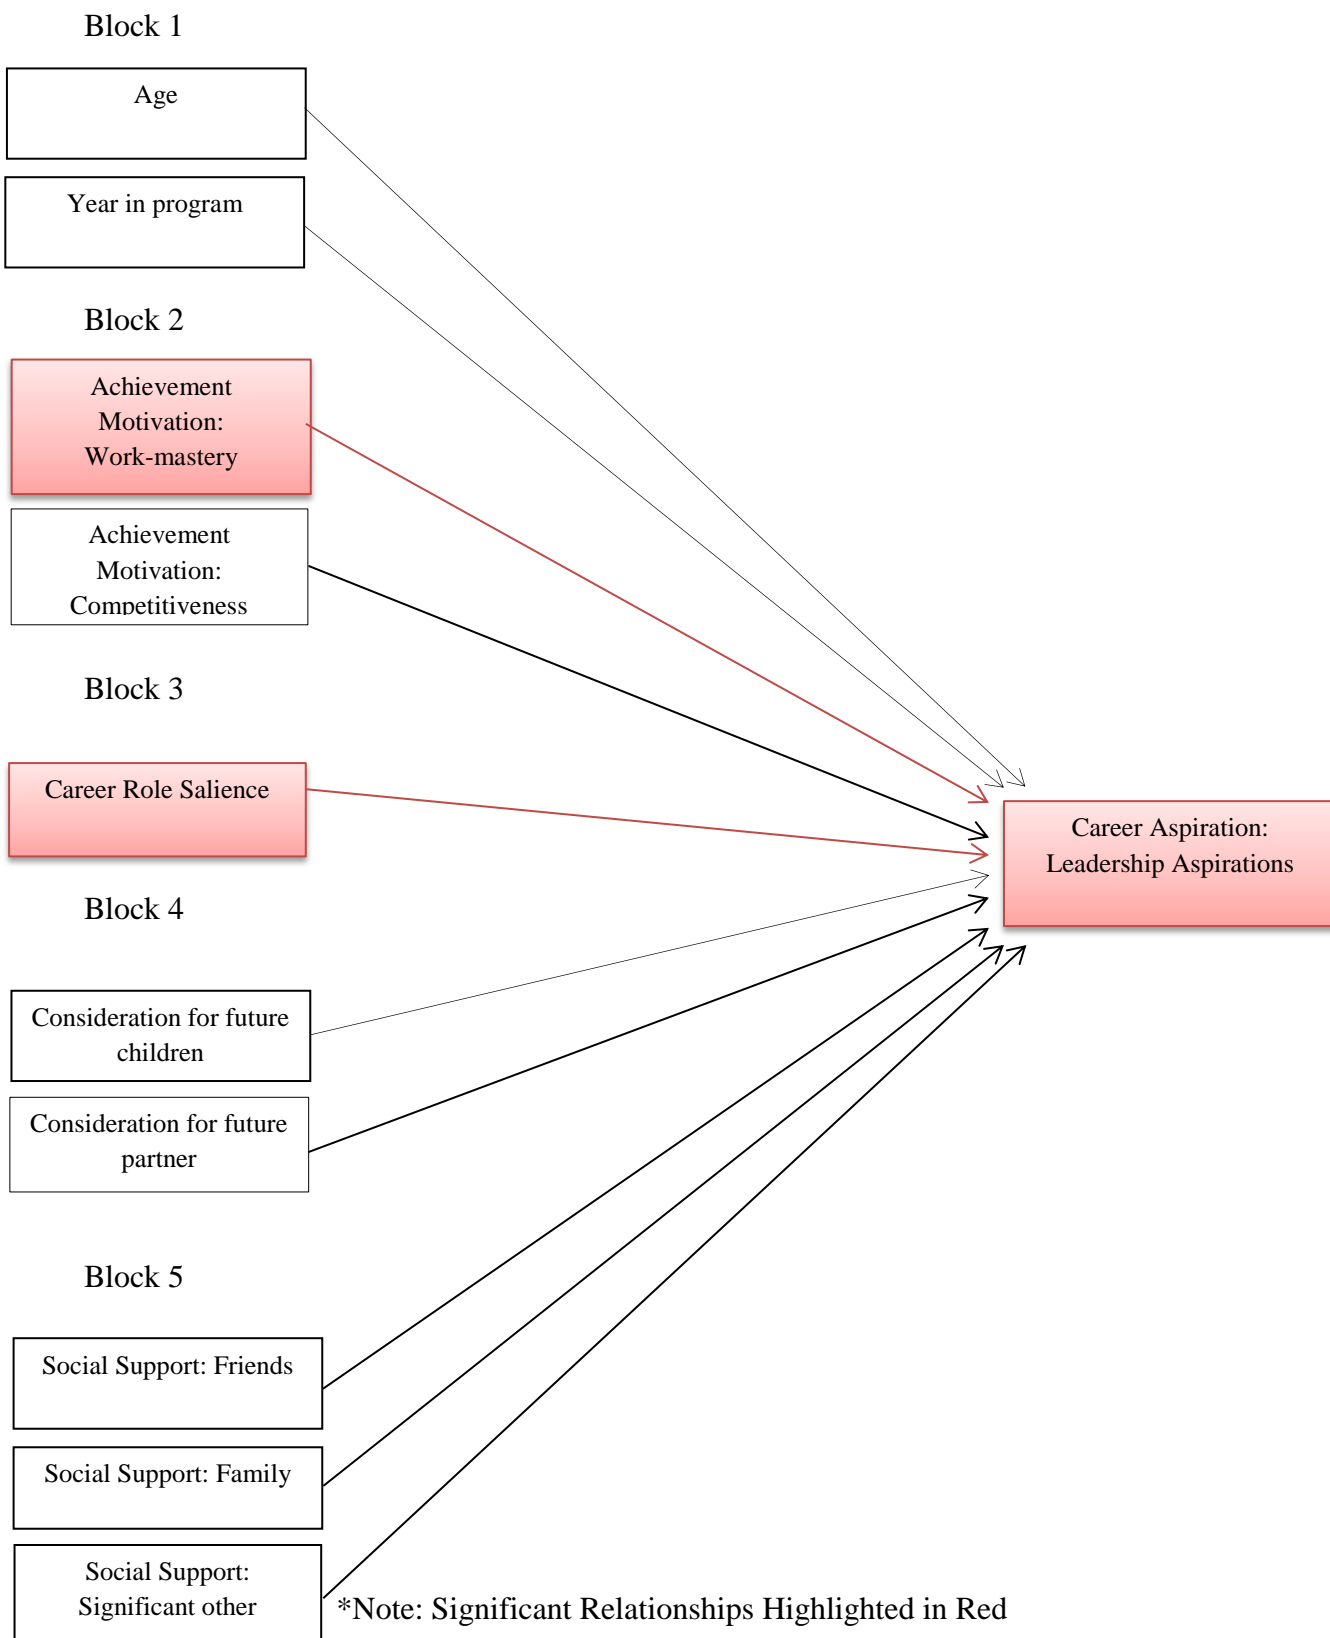 Block 1
Age
Year in program
Block 2
Achievement
Motivation:
Work-mastery
Achievement
Motivation:
Competitiveness
Block 3
Career Role Salience
Career Aspiration:
Leadership Aspirations
Block 4
Consideration for future
children
Consideration for future
partner
Block 5
Social Support: Friends
Social Support: Family
Social Support:
Significant other
*Note: Significant Relationships Highlighted in Red